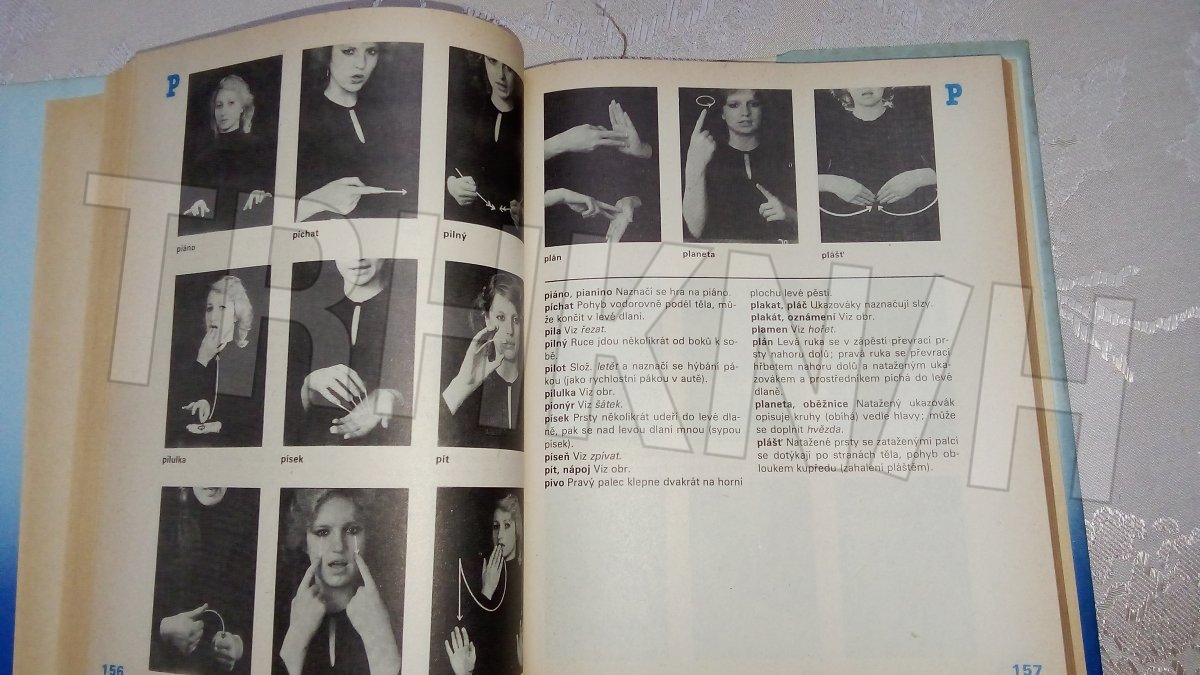 P
piáno
píchat
pilný
pilulka
písek
pít
156
P
plán
planeta
plášť
piáno, pianino Naznačí se hra na piáno.
píchat Pohyb vodorovně podél těla, mů-
že končit v levé dlani.
pila Viz řezat.
pilný Ruce jdou několikrát od boků k so-
bě.
pilot Slož. letět a naznačí se hýbání pá-
kou (jako rychlostní pákou v autě).
pilulka Viz obr.
pionýr Viz šátek.
písek Prsty několikrát udeří do levé dla-
ně, pak se nad levou dlaní mnou (sypou
písek).
píseň Viz zpívat.
pít, nápoj Viz obr.
pivo Pravý palec klepne dvakrát na horní
plochu levé pěsti.
plakat, pláč Ukazováky naznačují slzy.
plakát, oznámení Viz obr.
plamen Viz hořet.
plán Levá ruka se v zápěstí převrací pr-
sty nahoru dolů; pravá ruka se převrací
hřbetem nahoru dolů a nataženým uka-
zovákem a prostředníkem píchá do levé
dlaně.
planeta, oběžnice Natažený ukazovák
opisuje kruhy (obíhá) vedle hlavy; může
se doplnit hvězda.
plášť Natažené prsty se zataženými palci
se dotýkají po stranách těla, pohyb ob-
loukem kupředu (zahalení pláštěm).
157
TRHKNIH